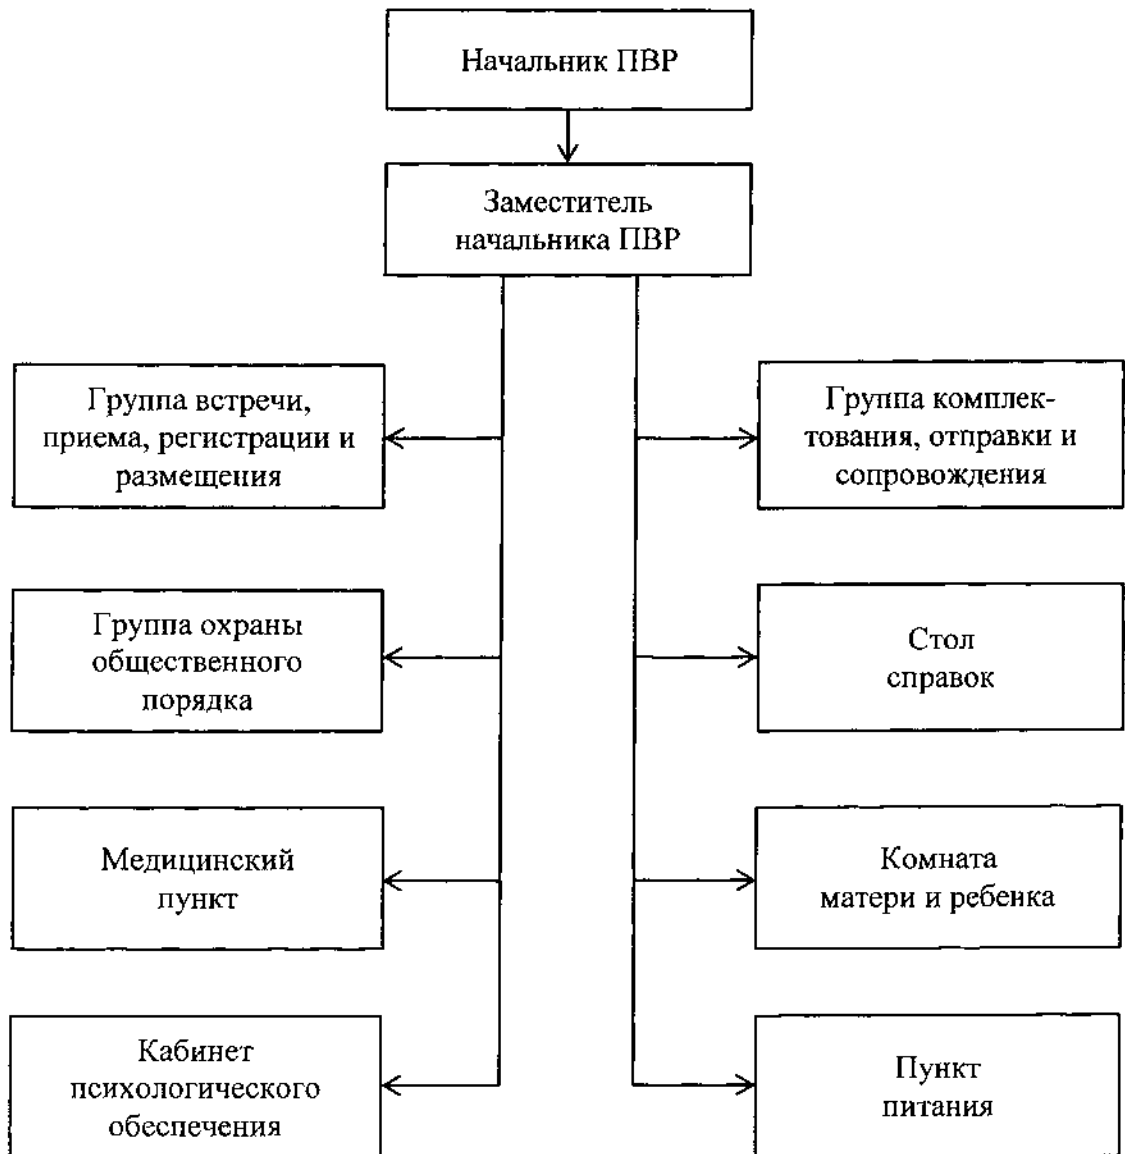 Начальник ПВР
Заместитель
начальника ПВР
Группа встречи,
приема, регистрации и
размещения
Группа комплек-
тования, отправки и
сопровождения
Группа охраны
общественного
порядка
Стол
справок
Медицинский
пункт
Комната
матери и ребенка
Кабинет
психологического
обеспечения
Пункт
питания